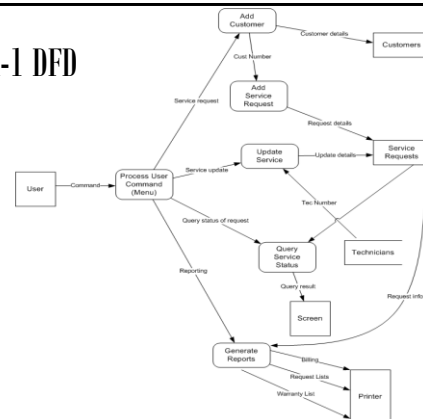 -1 DFD
Add
Customer
Customer details
Customers
Cust Number
Add
Service
Request
Service request
Request details
Update
Service
Update details
Service
Requests
Service update
User
Command
Process User
Command
(Menu)
Tec Number
Query status of request
Query
Service
Status
Technicians
Reporting
Query result
Request info
Screen
Generate
Reports
Billing
Request Lists
Printer
Warranty List